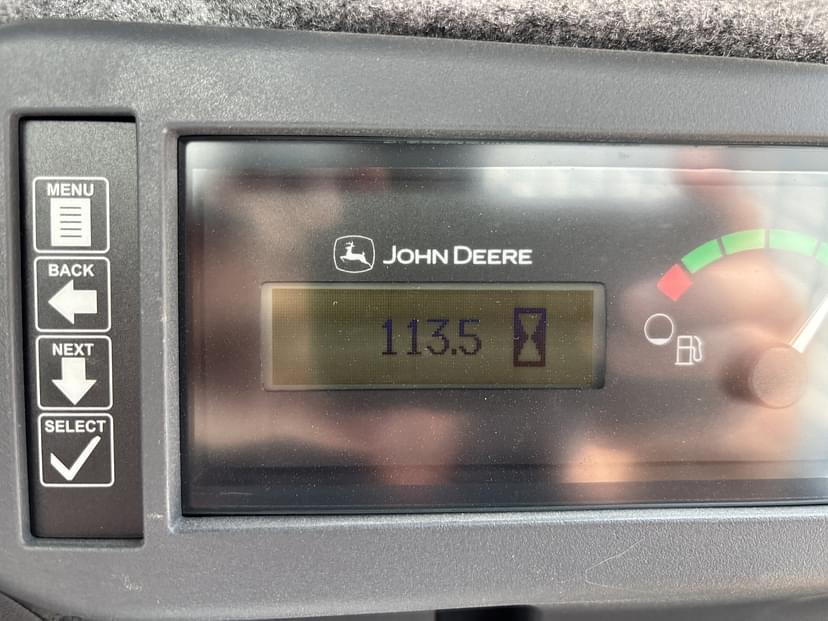 MENU
BACK
NEXT
SELECT
JOHN DEERE
113.5